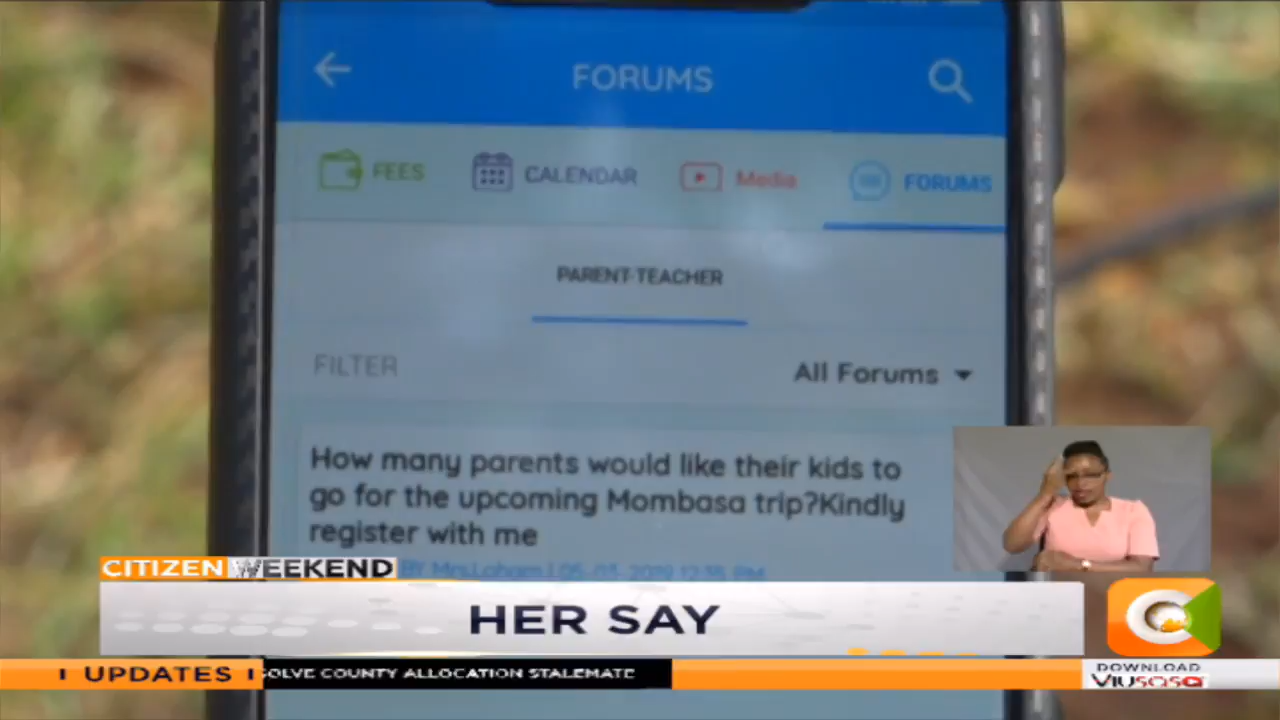 FORUMS
FEES CALENDAR Media FORUMS
PARENT-TEACHER
FILTER All Forums
How many parents would like their kids to
go for the upcoming Mombasa trip?Kindly
register with me
CITIZEN WEEKEND
HER SAY
UPDATES
OLVE COUNTY ALLOCATION STALEMATE
DOWNLOAD
VIUSASA